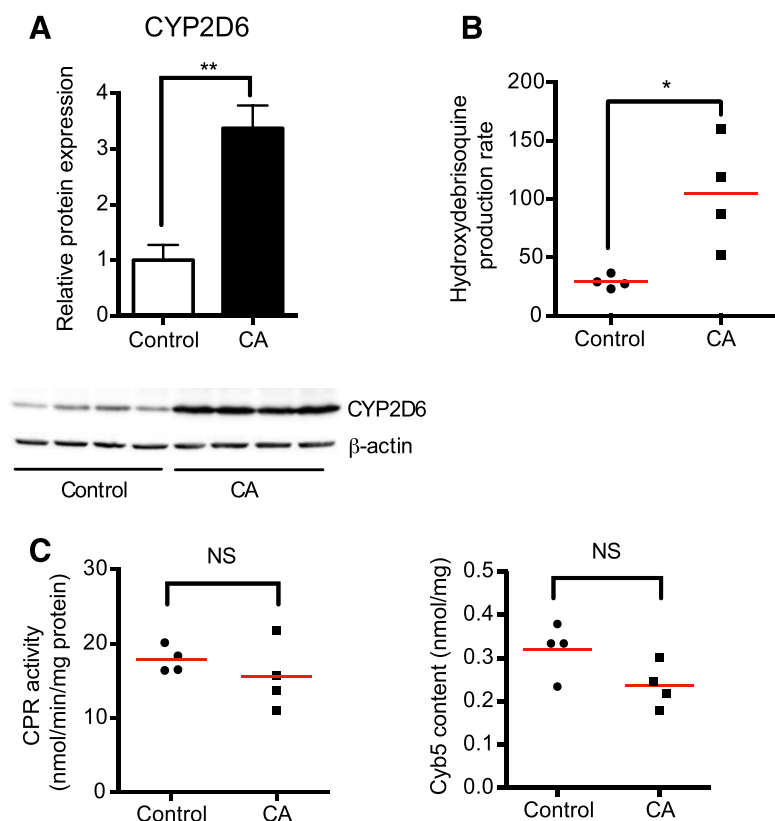 A
CYP2D6
Relative protein expression
4
3
2
1
0
**
Control
CA
CYP2D6
β-actin
Control
CA
B
Hydroxydebrisoquine
production rate
200
150
100
50
0
*
Control
CA
C
CPR activity
(nmol/min/mg protein)
30
20
10
0
NS
Control
CA
Cyb5 content (nmol/mg)
0.5
0.4
0.3
0.2
0.1
0.0
NS
Control
CA